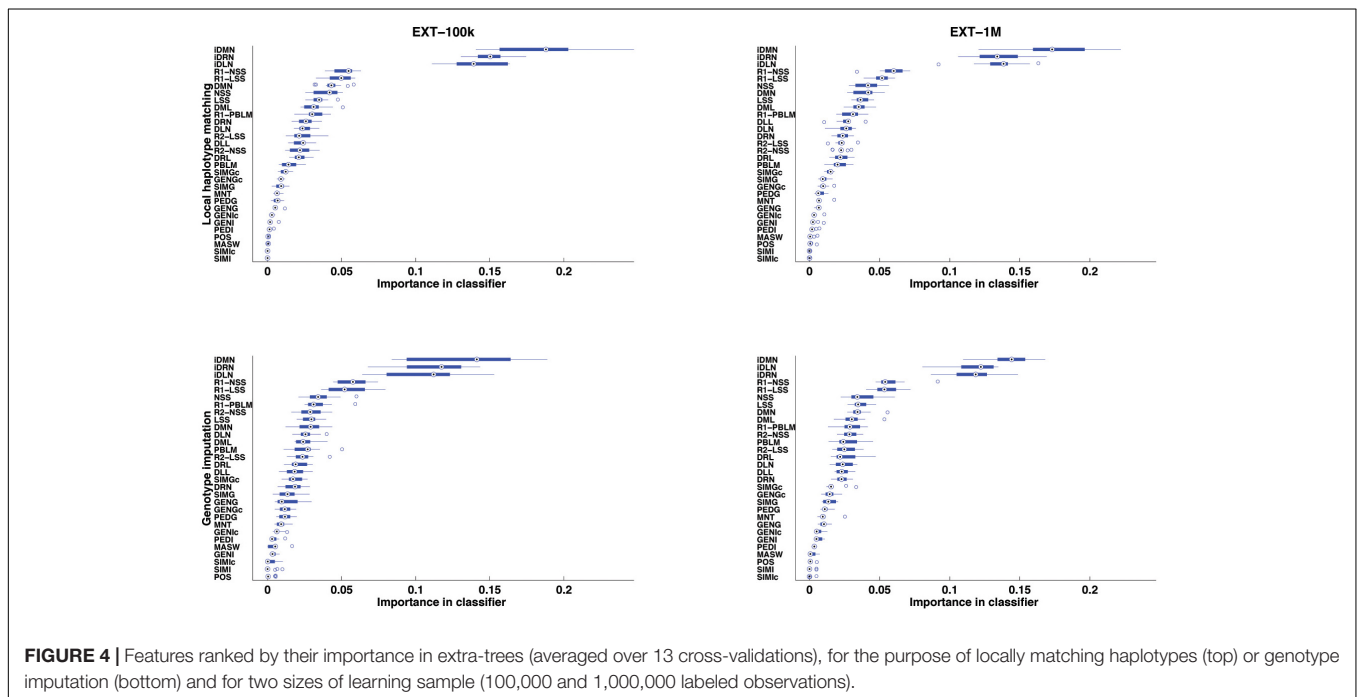 EXT–100k
Local haplotype matching
iDMN
iDRN
iDLN
R1–NSS
R1–LSS
DMN
NSS
LSS
DML
R1–PBLM
DRN
DLN
R2–LSS
DLL
R2–NSS
DRL
PBLM
SIMGc
GENGc
SIMG
MNT
PEDG
GENG
GENIc
GENI
PEDI
POS
MASW
SIMIc
SIMI
0 0.05 0.1 0.15 0.2
Importance in classifier
EXT–1M
iDMN
iDRN
iDLN
R1–NSS
R1–LSS
NSS
DMN
LSS
DML
R1–PBLM
DLL
DLN
DRN
R2–LSS
R2–NSS
DRL
PBLM
SIMGc
SIMG
GENGc
PEDG
MNT
GENG
GENIc
GENI
PEDI
MASW
POS
SIMI
SIMIc
0 0.05 0.1 0.15 0.2
Importance in classifier
Genotype imputation
iDMN
iDRN
iDLN
R1–NSS
R1–LSS
NSS
R1–PBLM
R2–NSS
LSS
DMN
DLN
DML
PBLM
R2–LSS
DRL
DLL
SIMGc
DRN
SIMG
GENG
GENGc
PEDG
MNT
GENIc
PEDI
MASW
GENI
SIMIc
SIMI
POS
0 0.05 0.1 0.15 0.2
Importance in classifier
iDMN
iDLN
iDRN
R1–NSS
R1–LSS
NSS
LSS
DMN
DML
R1–PBLM
R2–NSS
PBLM
R2–LSS
DRL
DLN
DLL
DRN
SIMGc
GENGc
SIMG
PEDG
MNT
GENG
GENIc
GENI
PEDI
MASW
POS
SIMI
SIMIc
0 0.05 0.1 0.15 0.2
Importance in classifier
FIGURE 4 | Features ranked by their importance in extra-trees (averaged over 13 cross-validations), for the purpose of locally matching haplotypes (top) or genotype
imputation (bottom) and for two sizes of learning sample (100,000 and 1,000,000 labeled observations).